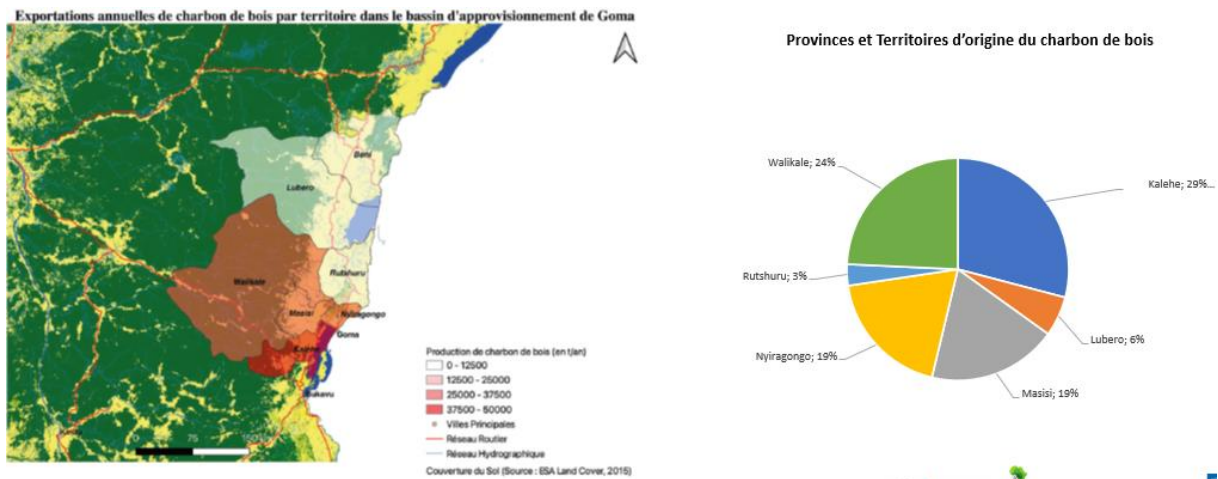 Exportations annuelles de charbon de bois par territoire dans le bassin d'approvisionnement de Goma
Beni
Lubero
Rutshuru
Walikale
Masisi
Nyiragongo
Goma
Kalehe
Bukavu
0
75
150
Production de charbon de bois (en t/an)
0 - 12500
12500 - 25000
25000 - 37500
37500 - 50000
Villes Principales
Réseau Routier
Réseau Hydrographique
Couverture du Sol (Source : ESA Land Cover, 2015)
Provinces et Territoires d'origine du charbon de bois
Walikale; 24%
Kalehe; 29%...
Rutshuru; 3%
Lubero; 6%
Nyiragongo; 19%
Masisi; 19%